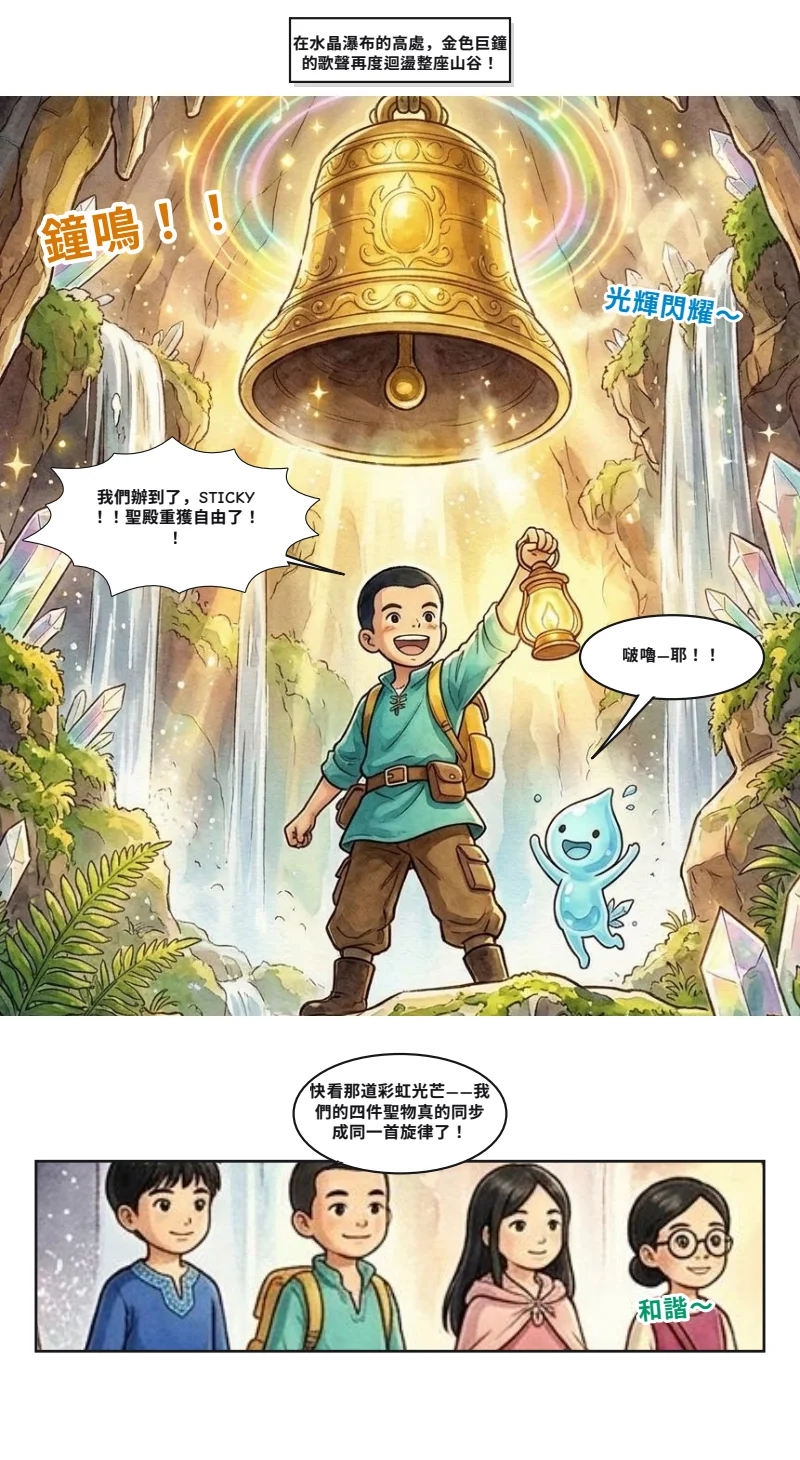 在水晶瀑布的高處，金色巨鐘
的歌聲再度迴盪整座山谷！
鐘鳴！！
光輝閃耀～
我們辦到了，STICKY
！！聖殿重獲自由了！
！
啵嚕—耶！！
快看那道彩虹光芒——我
們的四件聖物真的同步
成同一首旋律了！
和諧～